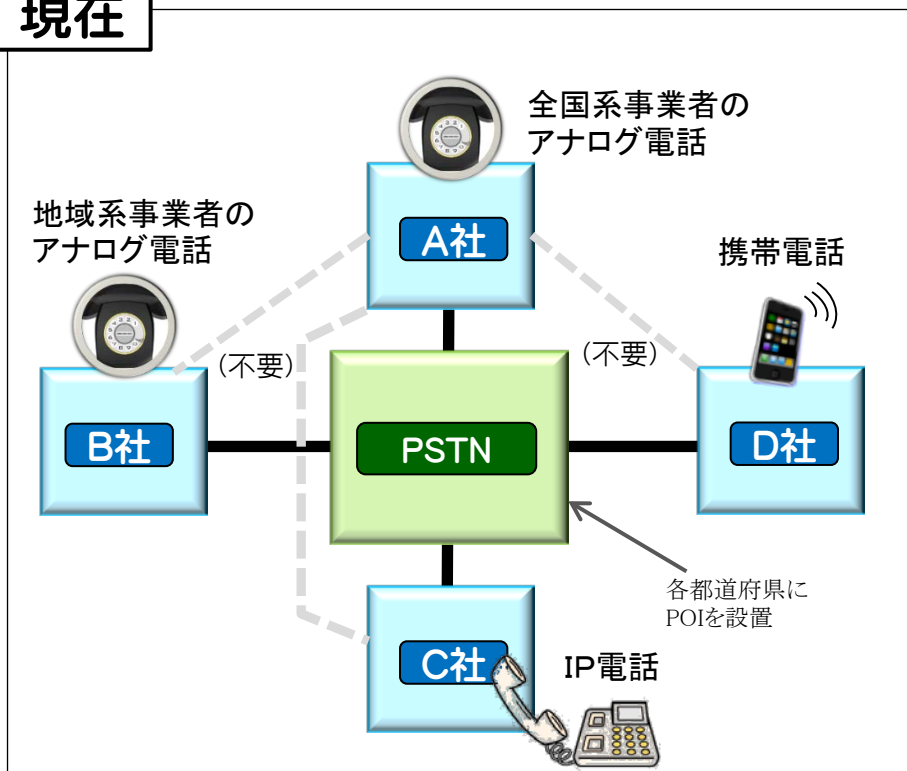 現在
全国系事業者の
アナログ電話
地域系事業者の
アナログ電話
A社
携帯電話
(不要)
(不要)
B社
PSTN
D社
各都道府県に
POIを設置
C社
IP電話